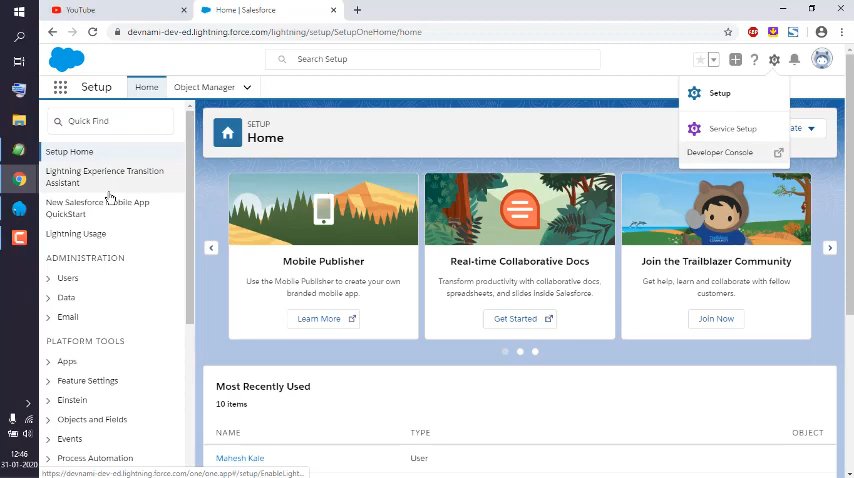 YouTube
Home | Salesforce
devnami-dev-ed.lightning.force.com/lightning/setup/SetupOneHome/home
ABP
Search Setup
Setup
Home
Object Manager
Setup
Service Setup
Developer Console
Quick Find
Setup Home
Lightning Experience Transition
Assistant
New Salesforce Mobile App
QuickStart
Lightning Usage
ADMINISTRATION
Users
Data
Email
PLATFORM TOOLS
Apps
Feature Settings
Einstein
Objects and Fields
Events
Process Automation
SETUP
Home
Mobile Publisher
Use the Mobile Publisher to create your own
branded mobile app.
Learn More
Real-time Collaborative Docs
Transform productivity with collaborative docs,
spreadsheets, and slides inside Salesforce.
Get Started
Join the Trailblazer Community
Get help, learn and collaborate with fellow
customers.
Join Now
Most Recently Used
10 items
NAME
TYPE
OBJECT
Mahesh Kale
User
https://devnami-dev-ed.lightning.force.com/one/one.app#/setup/EnableLight...
12:46
31-01-2020